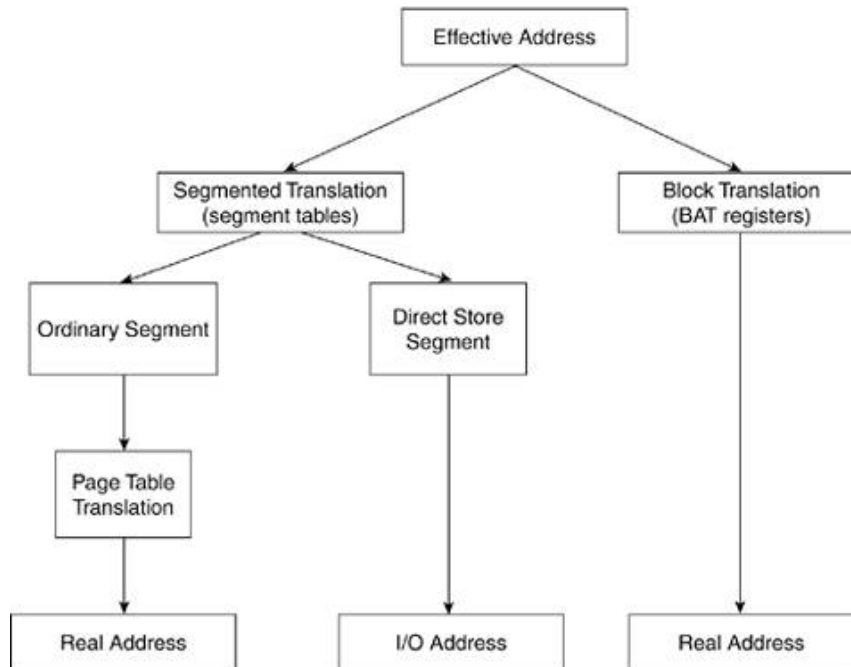 Effective Address
Segmented Translation
(segment tables)
Block Translation
(BAT registers)
Ordinary Segment
Direct Store
Segment
Page Table
Translation
Real Address
I/O Address
Real Address